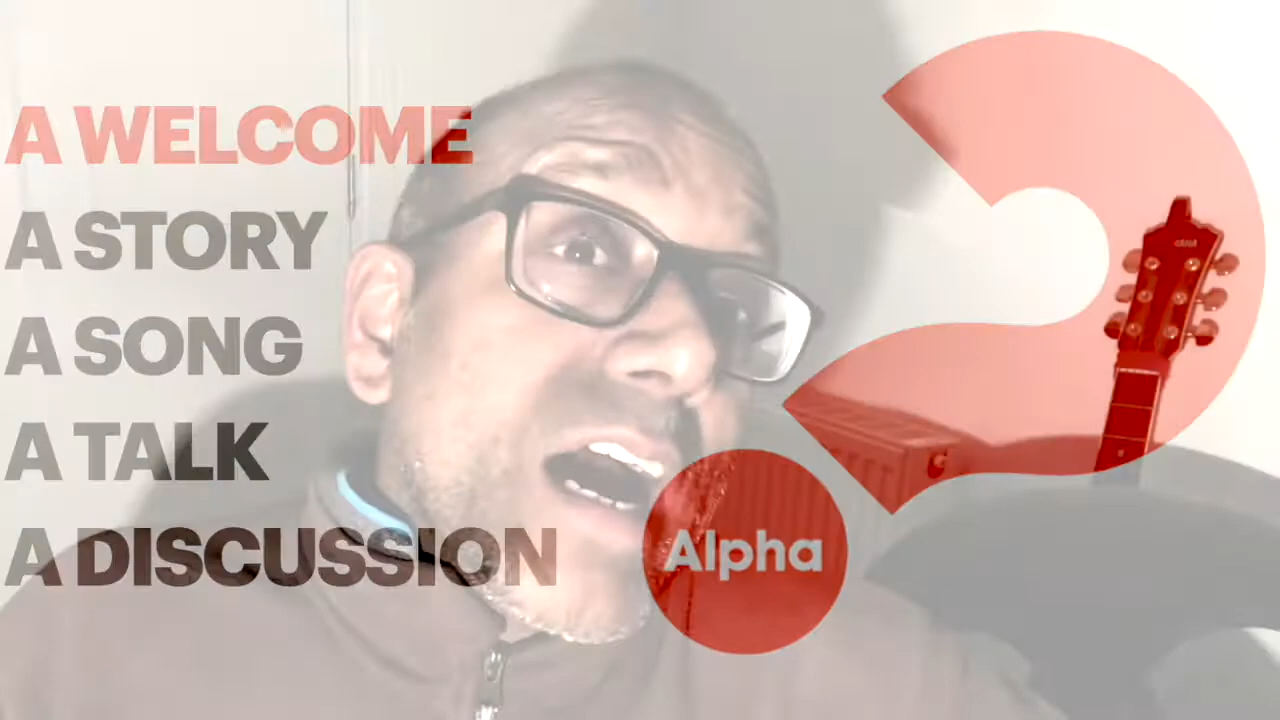 A WELCOME
A STORY
A SONG
A TALK
A DISCUSSION
Alpha